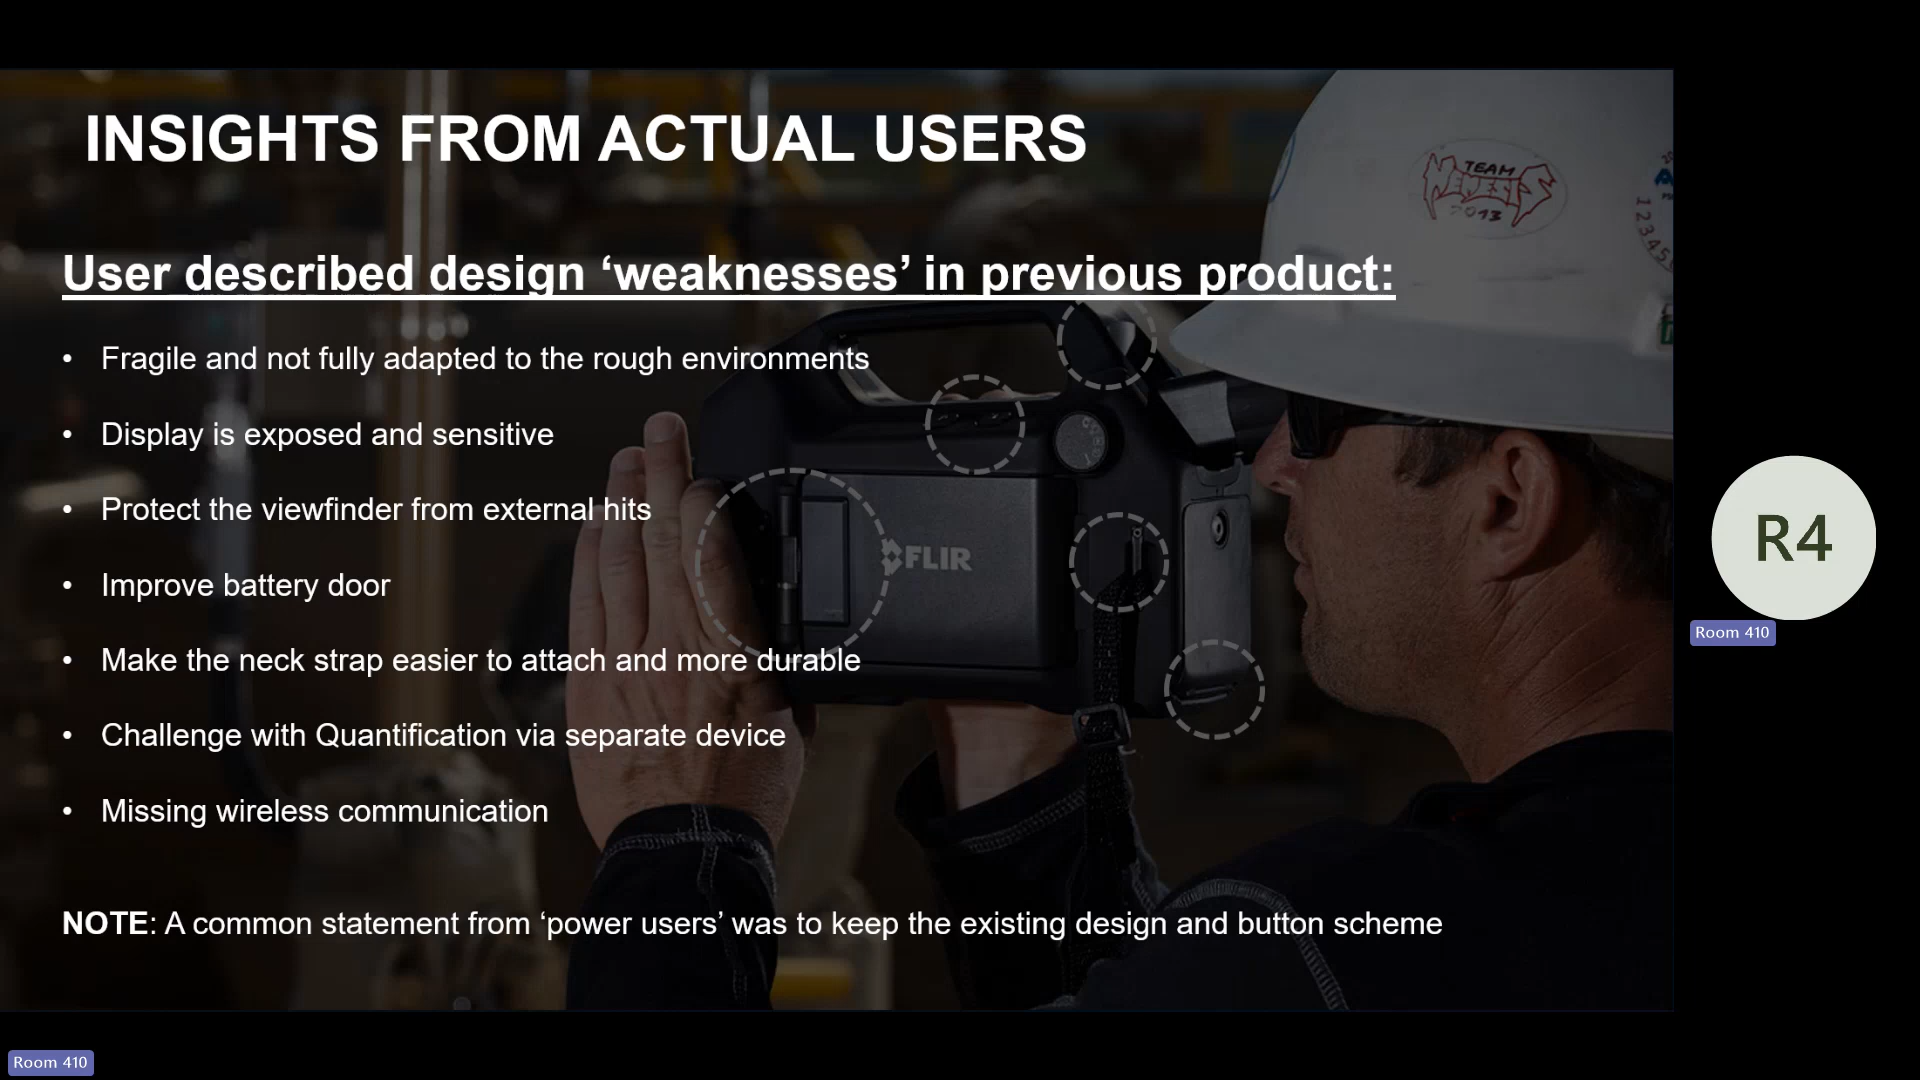 INSIGHTS FROM ACTUAL USERS
User described design ‘weaknesses’ in previous product:
• Fragile and not fully adapted to the rough environments
• Display is exposed and sensitive
• Protect the viewfinder from external hits
• Improve battery door
• Make the neck strap easier to attach and more durable
• Challenge with Quantification via separate device
• Missing wireless communication
NOTE: A common statement from ‘power users’ was to keep the existing design and button scheme
TEAM
NEMESIS
2013
FLIR
R4
Room 410
Room 410